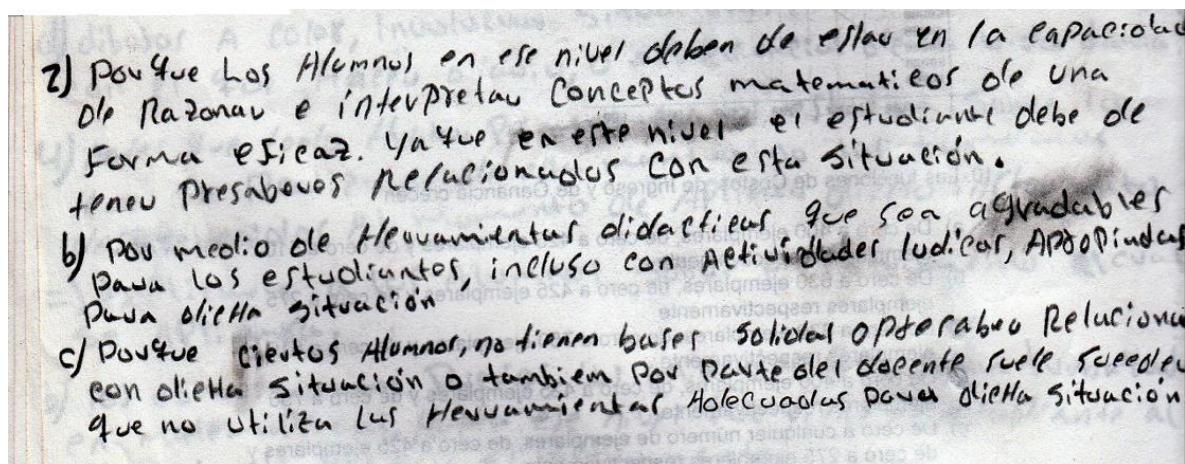 2) Porque Los Alumnos en ese nivel deben de estar en la capacidad
De Razonar e interpretar Conceptos matematicos de una
Forma eficaz. Ya que en este nivel el estudiante debe de
tener Presaberes Relacionados con esta situación.
b) Por medio de Herramientas didacticas que sea agradables
Para los estudiantes, incluso con Actividades ludicas, Apropiadas
Para dicha situación,
c) Porque ciertos Alumnos, no tienen bases solidas o Presabres Relaciona
con dicha situación o tambien Por parte del docente suele suceder
que no utiliza las Herramientas Adecuadas para dicha situación